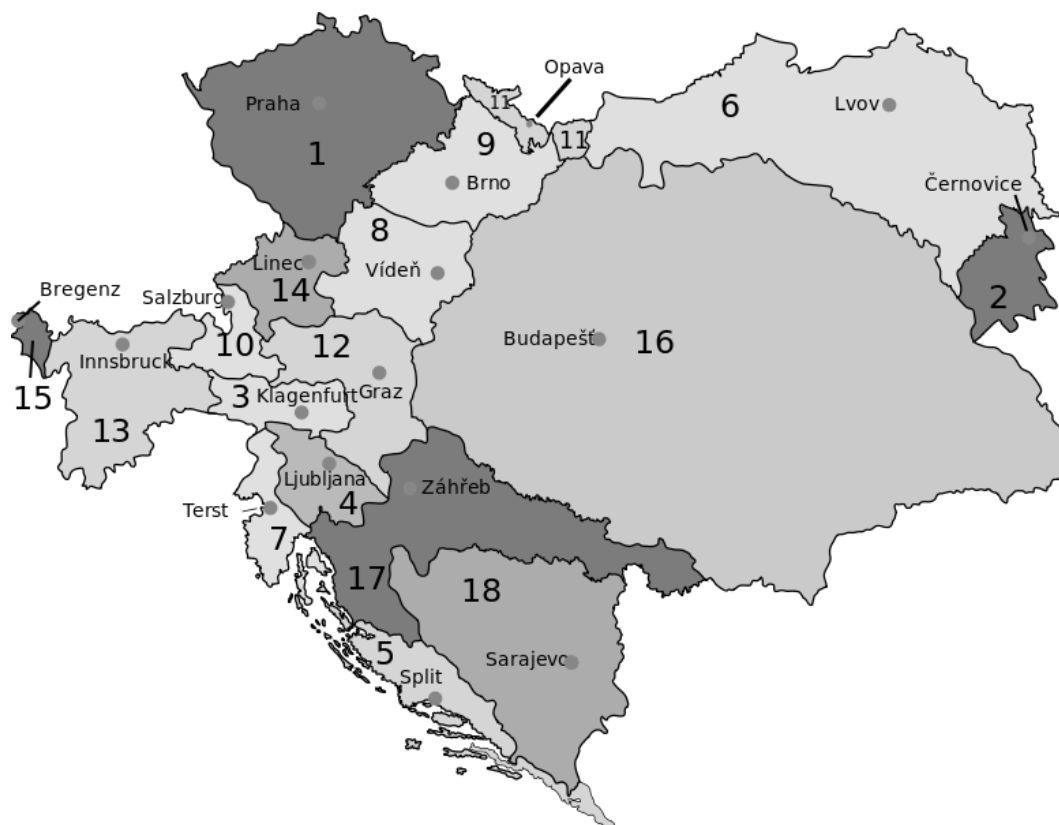 Opava
11
6
Lvov
Praha
1
9
11
Brno
Černovice
8
Linec
14
Vídeň
2
Bregenz
Salzburg
10
12
Budapešť
16
Innsbruck
15
3
Klagenfurt
Graz
13
Ljubljana
4
Záhřeb
Terst
7
17
18
5
Sarajevo
Split